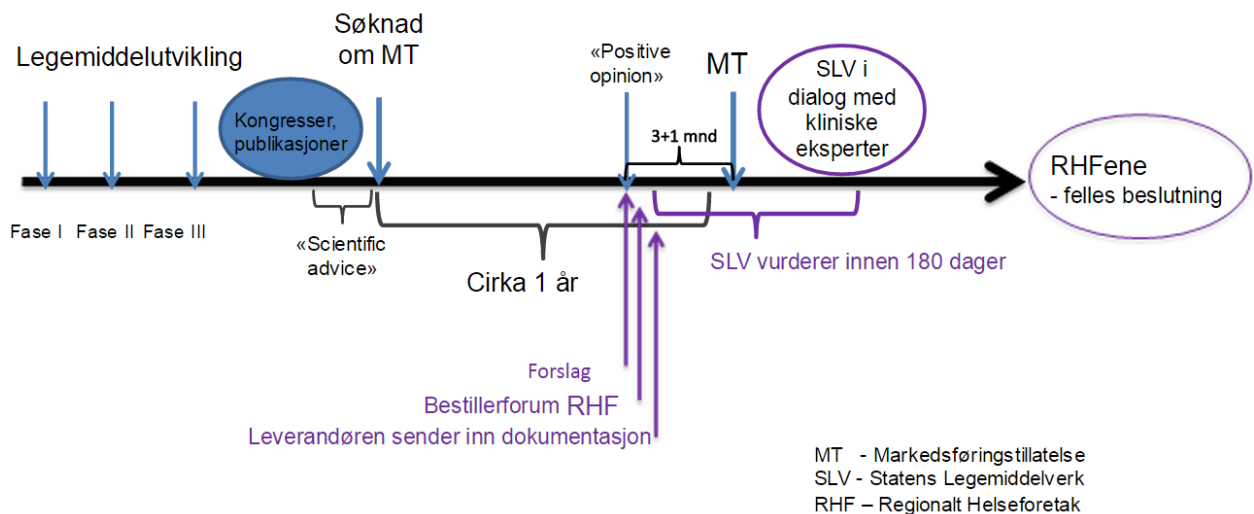 Legemiddelutvikling
Kongresser,
publikasjoner
Søknad
om MT
«Positive
opinion»
MT
3+1 mnd
SLV i
dialog med
kliniske
eksperter
RHFene
- felles beslutning
Fase I
Fase II
Fase III
«Scientific
advice»
Cirka 1 år
SLV vurderer innen 180 dager
Forslag
Bestillerforum RHF
Leverandøren sender inn dokumentasjon
MT - Markedsføringstillatelse
SLV - Statens Legemiddelverk
RHF – Regionalt Helseforetak